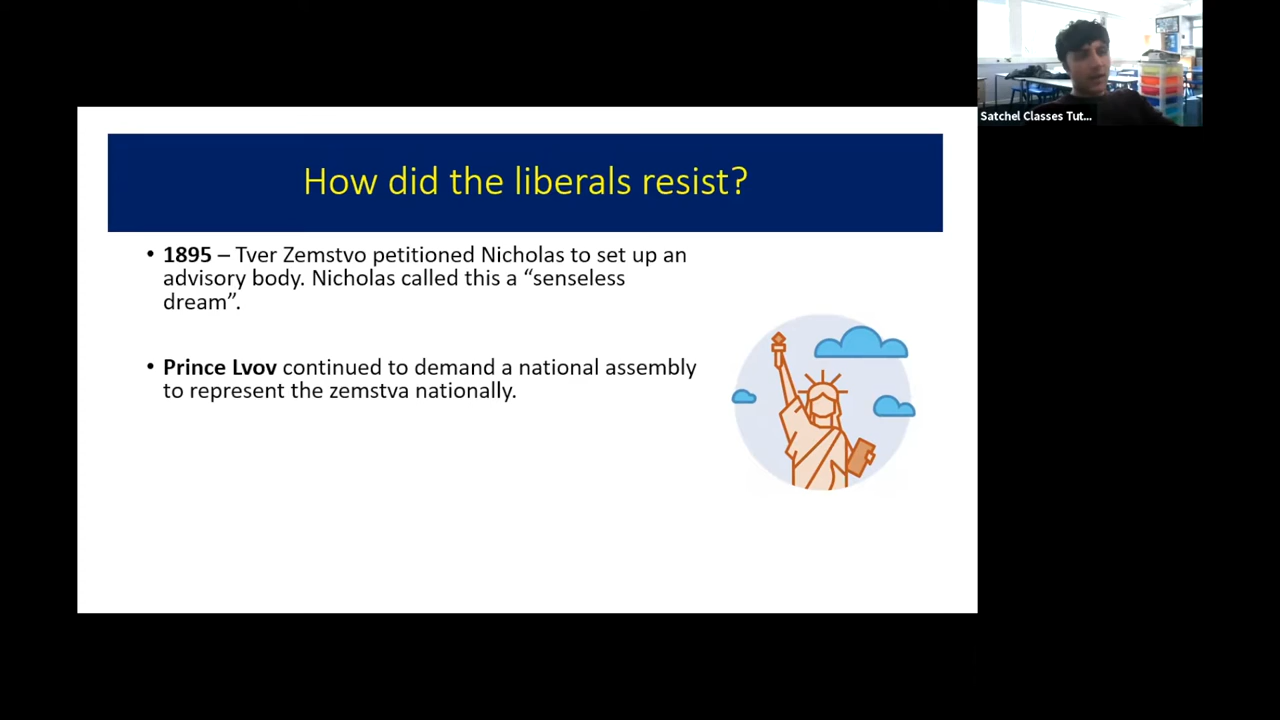 How did the liberals resist?
• 1895 – Tver Zemstvo petitioned Nicholas to set up an
advisory body. Nicholas called this a “senseless
dream”.
• Prince Lvov continued to demand a national assembly
to represent the zemstva nationally.
Satchel Classes Tut...